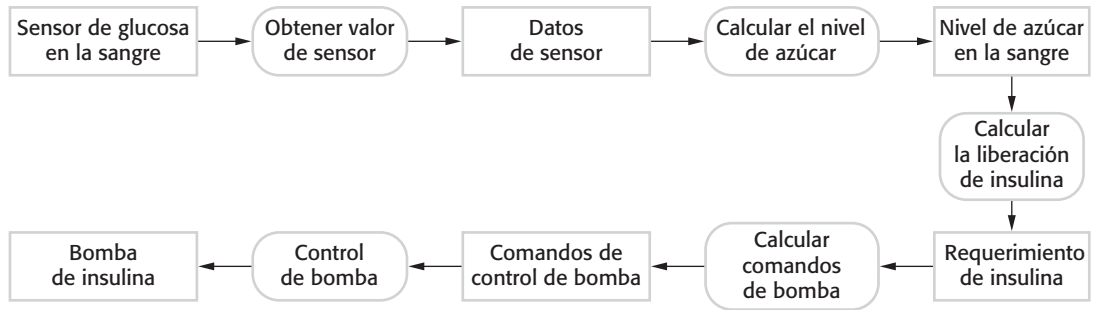 Sensor de glucosa
en la sangre
Obtener valor
de sensor
Datos
de sensor
Calcular el nivel
de azúcar
Nivel de azúcar
en la sangre
Calcular
la liberación
de insulina
Bomba
de insulina
Control
de bomba
Comandos de
control de bomba
Calcular
comandos
de bomba
Requerimiento
de insulina